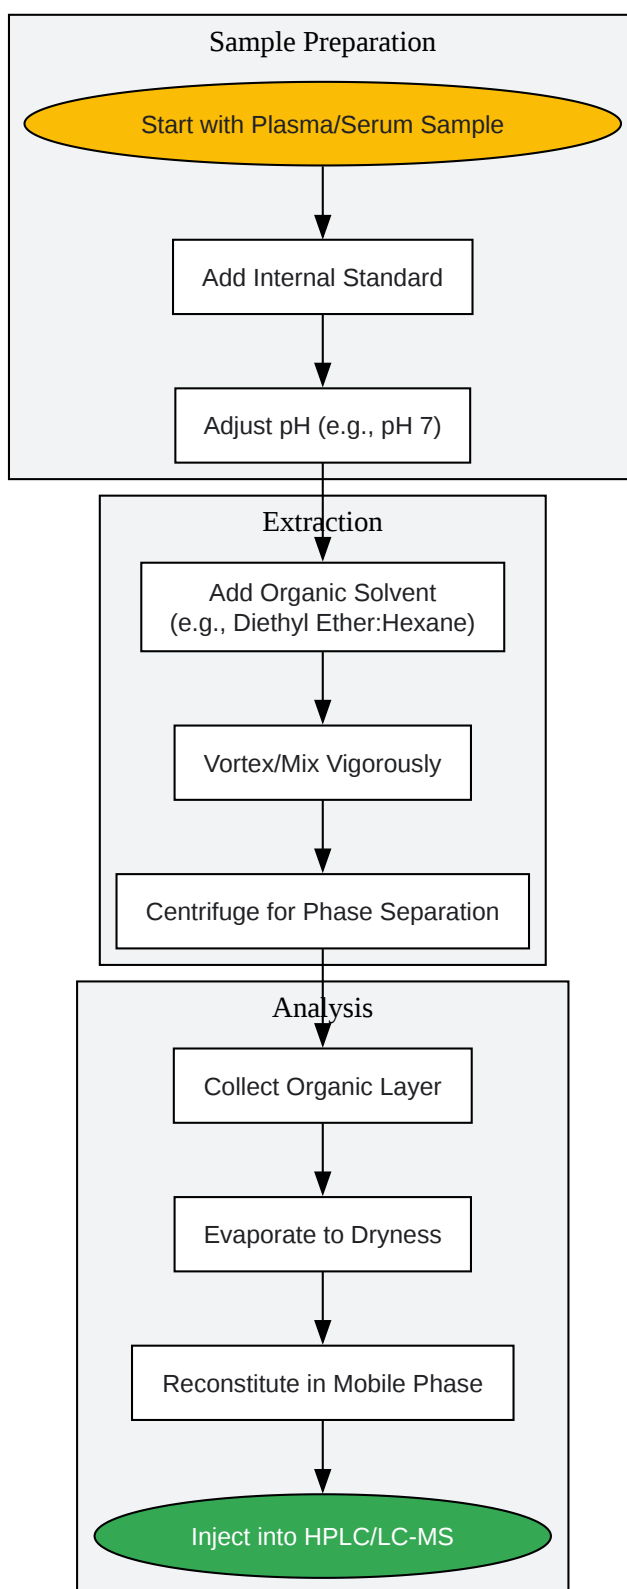 Sample Preparation
Start with Plasma/Serum Sample
Add Internal Standard
Adjust pH (e.g., pH 7)
Extraction
Add Organic Solvent
(e.g., Diethyl Ether:Hexane)
Vortex/Mix Vigorously
Centrifuge for Phase Separation
Analysis
Collect Organic Layer
Evaporate to Dryness
Reconstitute in Mobile Phase
Inject into HPLC/LC-MS